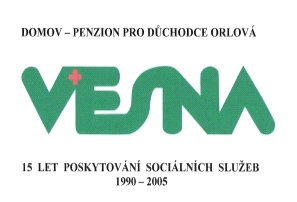 DOMOV – PENZION PRO DŮCHODCE ORLOVÁ
VESNA
15 LET POSKYTOVÁNÍ SOCIÁLNÍCH SLUŽEB
1990 – 2005